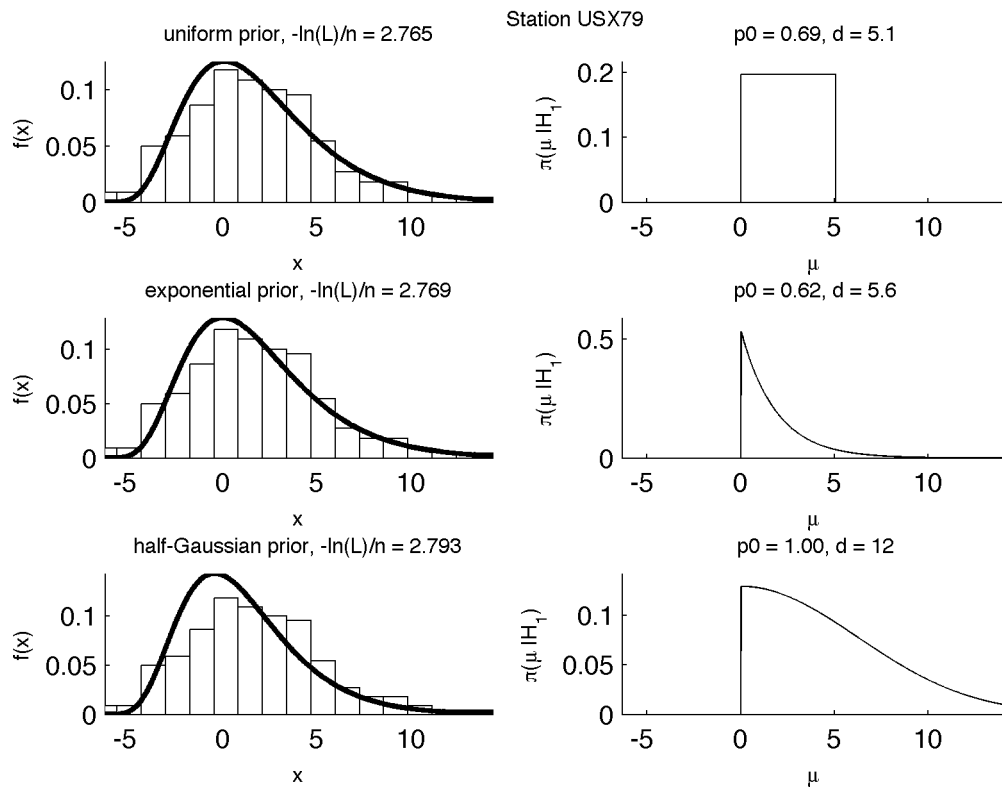 Station USX79
uniform prior, -ln(L)/n = 2.765
p0 = 0.69, d = 5.1
f(x)
0.1
0.05
0
-5
0
5
10
x
π(μ |H1)
0.2
0.1
0
-5
0
5
10
μ
exponential prior, -ln(L)/n = 2.769
p0 = 0.62, d = 5.6
f(x)
0.1
0.05
0
-5
0
5
10
x
π(μ |H1)
0.5
0
-5
0
5
10
μ
half-Gaussian prior, -ln(L)/n = 2.793
p0 = 1.00, d = 12
f(x)
0.1
0.05
0
-5
0
5
10
x
π(μ |H1)
0.1
0.05
0
-5
0
5
10
μ